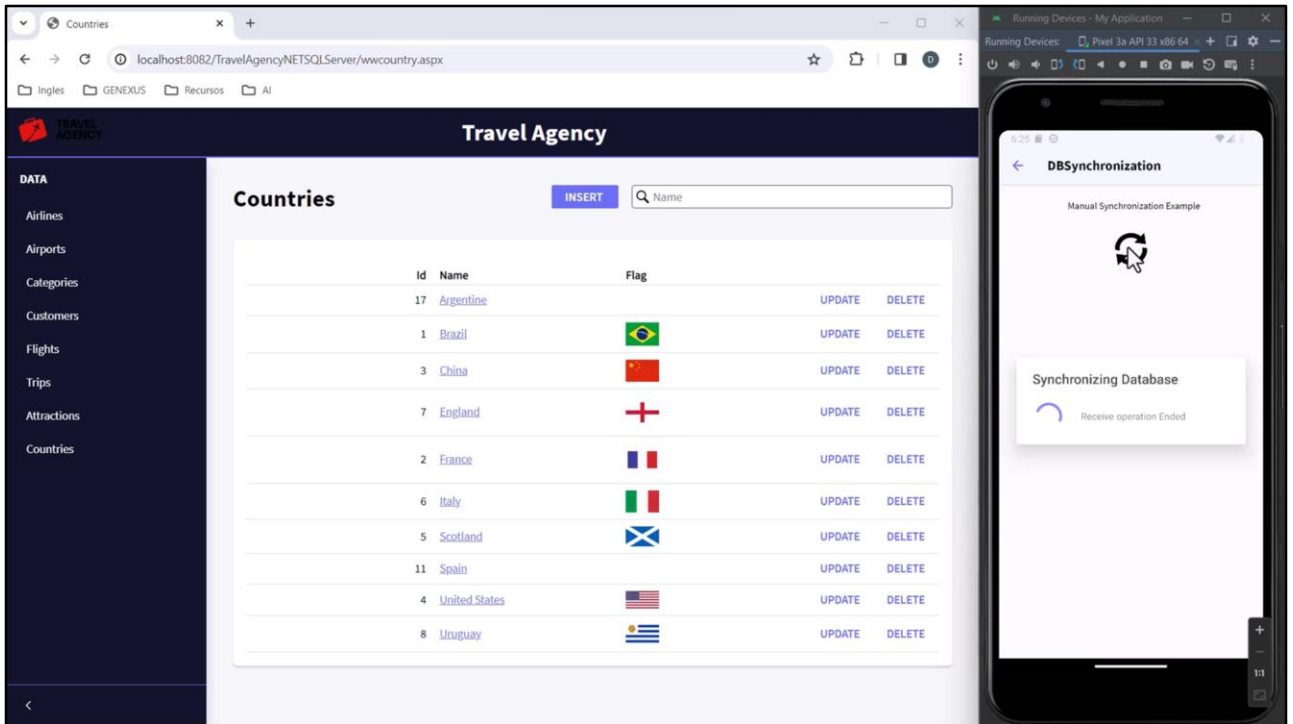 Countries
Running Devices - My Application
localhost:8082/TravelAgencyNETSQLServer/wwcountry.aspx
D
Running Devices:
Pixel 3a API 33 x86 64
Ingles
GENEXUS
Recursos
AI
TRAVEL
AGENCY
Travel Agency
DATA
Airlines
Airports
Categories
Customers
Flights
Trips
Attractions
Countries
Countries
INSERT
Name
Id Name Flag
17 Argentine UPDATE DELETE
1 Brazil UPDATE DELETE
3 China UPDATE DELETE
7 England UPDATE DELETE
2 France UPDATE DELETE
6 Italy UPDATE DELETE
5 Scotland UPDATE DELETE
11 Spain UPDATE DELETE
4 United States UPDATE DELETE
8 Uruguay UPDATE DELETE
6:25
DBSynchronization
Manual Synchronization Example
Synchronizing Database
Receive operation Ended
1:1